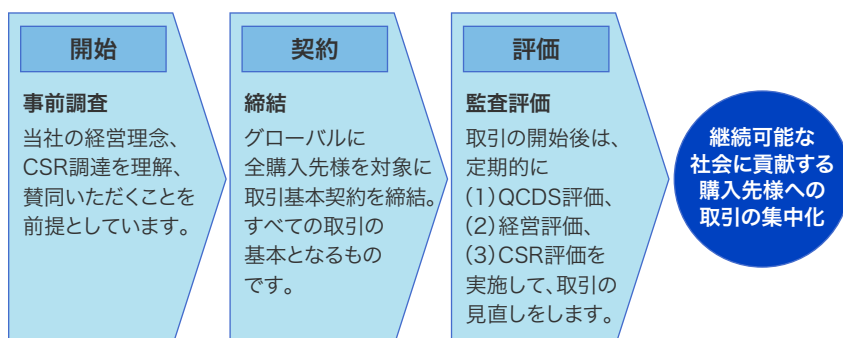 開始
事前調査
当社の経営理念、
CSR調達を理解、
賛同いただくことを
前提としています。
契約
締結
グローバルに
全購入先様を対象に
取引基本契約を締結。
すべての取引の
基本となるもの
です。
評価
監査評価
取引の開始後は、
定期的に
(1)QCDS評価、
(2)経営評価、
(3)CSR評価を
実施して、取引の
見直しをします。
継続可能な
社会に貢献する
購入先様への
取引の集中化